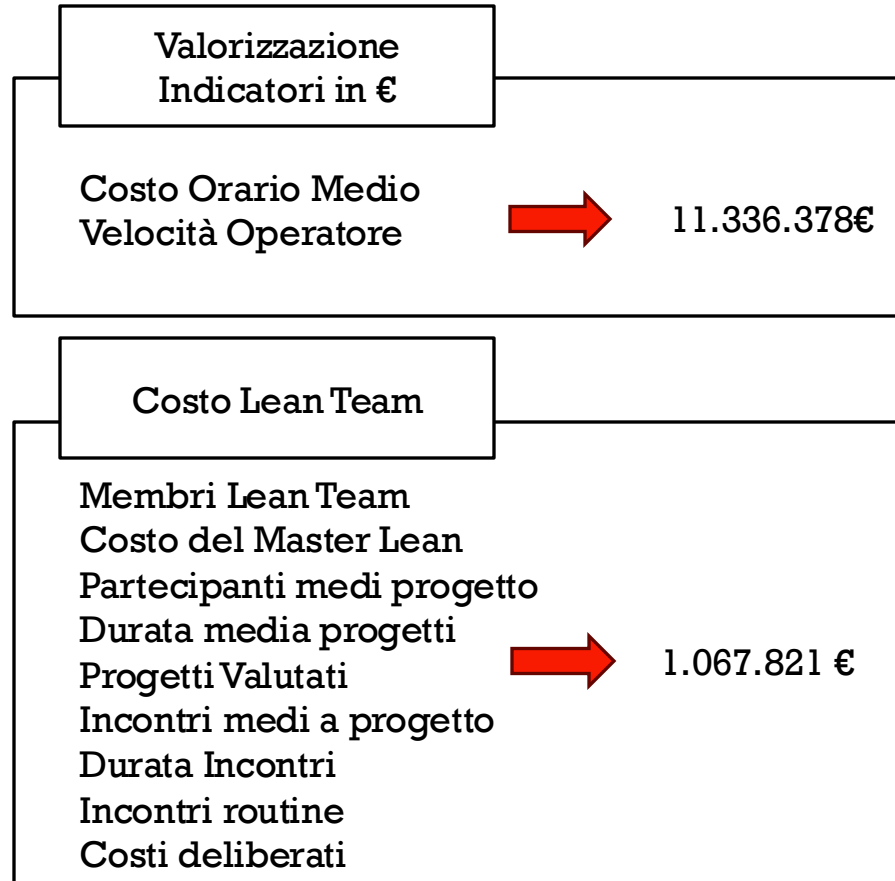 Valorizzazione
Indicatori in €
Costo Orario Medio
Velocità Operatore
11.336.378€
Costo Lean Team
Membri Lean Team
Costo del Master Lean
Partecipanti medi progetto
Durata media progetti
Progetti Valutati
Incontri medi a progetto
Durata Incontri
Incontri routine
Costi deliberati
1.067.821 €